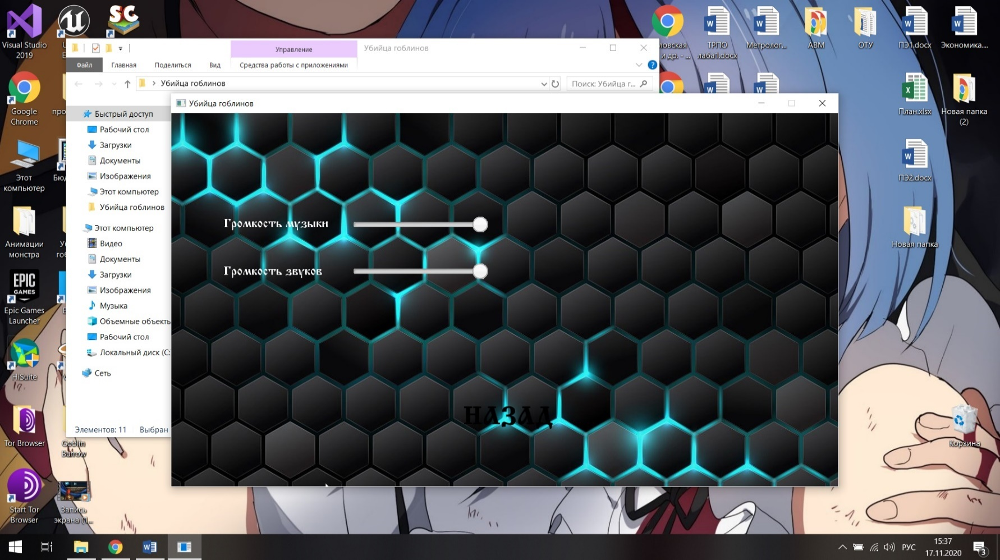 Visual Studio
2019
SC
ловская
и др. - ...
ТРПО
лаба1.docx
Метролог...
АВМ
ОТУ
ПЭ1.docx
Экономика....
Управление
Убийца гоблинов
Файл
Главная
Поделиться
Вид
Средства работы с приложениями
Убийца гоблинов
Поиск: Убийца г...
Google
Chrome
План.xlsx
Новая папка
(2)
Убийца гоблинов
Быстрый доступ
Рабочий стол
Загрузки
Документы
Изображения
Этот компьютер
Убийца гоблинов
Этот компьютер
Видео
Документы
Загрузки
Изображения
Музыка
Объемные объекты
Рабочий стол
Локальный диск (C:
Сеть
Элементов: 11
Выбран
Этот
компьютер
ПЭ2.docx
Анимации
монстра
Новая папка
EPIC
GAMES
Epic Games
Launcher
HiSuite
Tor Browser
Goblin
Burrow
Start Tor
Browser
Запись
экрана (1...
Корзина
Громкость музыки
Громкость звуков
НАЗАД
РУС
15:37
17.11.2020
3